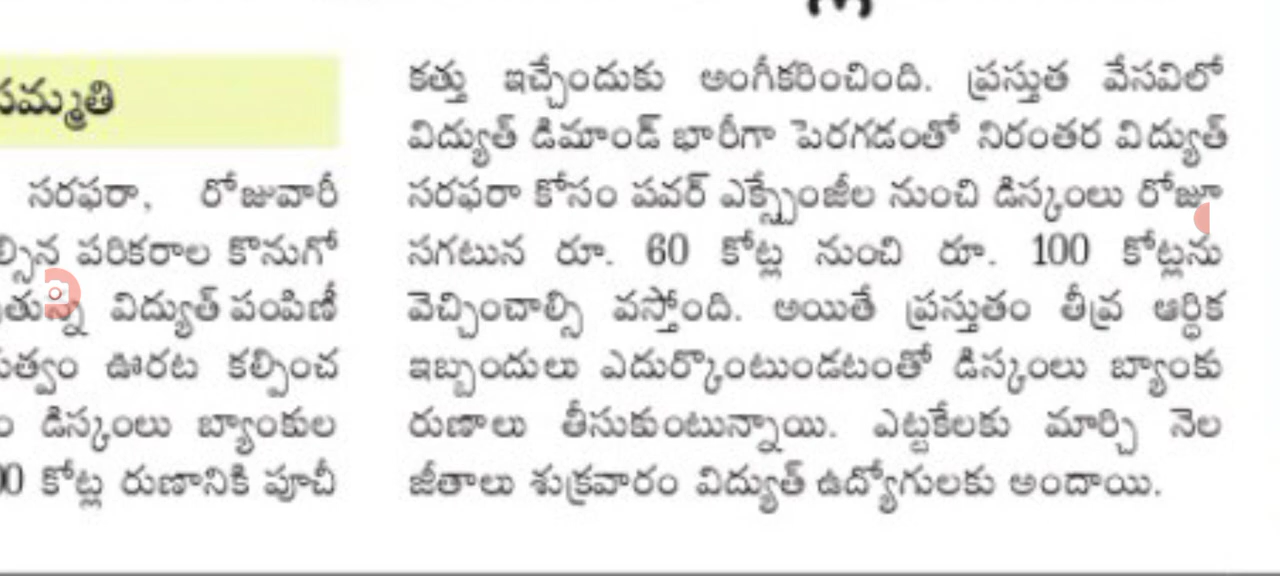 సమ్మతి
సరఫరా, రోజువారీ
పరికరాల కొనుగో
విద్యుత్ పంపిణీ
ఊరట కల్పించ
డిస్కంలు బ్యాంకుల
కోట్ల రుణానికి పూచీ
కత్తు ఇచ్చేందుకు అంగీకరించింది. ప్రస్తుత వేసవిలో
విద్యుత్ డిమాండ్ భారీగా పెరగడంతో నిరంతర విద్యుత్
సరఫరా కోసం పవర్ ఎక్స్ఛేంజీల నుంచి డిస్కంలు రోజూ
సగటున రూ. 60 కోట్ల నుంచి రూ. 100 కోట్లను
వెచ్చించాల్సి వస్తోంది. అయితే ప్రస్తుతం తీవ్ర ఆర్థిక
ఇబ్బందులు ఎదుర్కొంటుండటంతో డిస్కంలు బ్యాంకు
రుణాలు తీసుకుంటున్నాయి. ఎట్టకేలకు మార్చి నెల
జీతాలు శుక్రవారం విద్యుత్ ఉద్యోగులకు అందాయి.